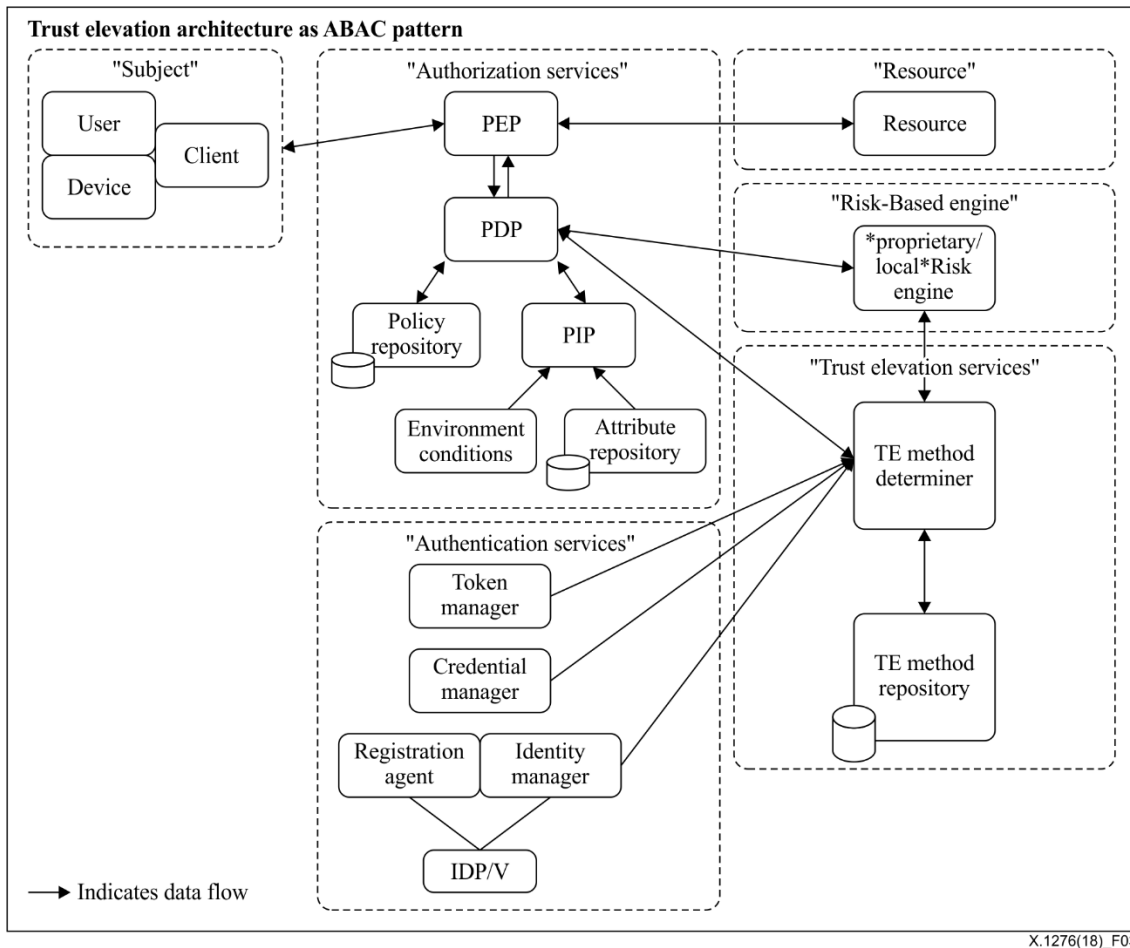 Trust elevation architecture as ABAC pattern
"Subject"
User
Device
Client
"Authorization services"
PEP
PDP
Policy
repository
PIP
Environment
conditions
Attribute
repository
"Resource"
Resource
"Risk-Based engine"
*proprietary/
local*Risk
engine
"Trust elevation services"
TE method
determiner
TE method
repository
"Authentication services"
Token
manager
Credential
manager
Registration
agent
Identity
manager
IDP/V
Indicates data flow
X.1276(18)_F0